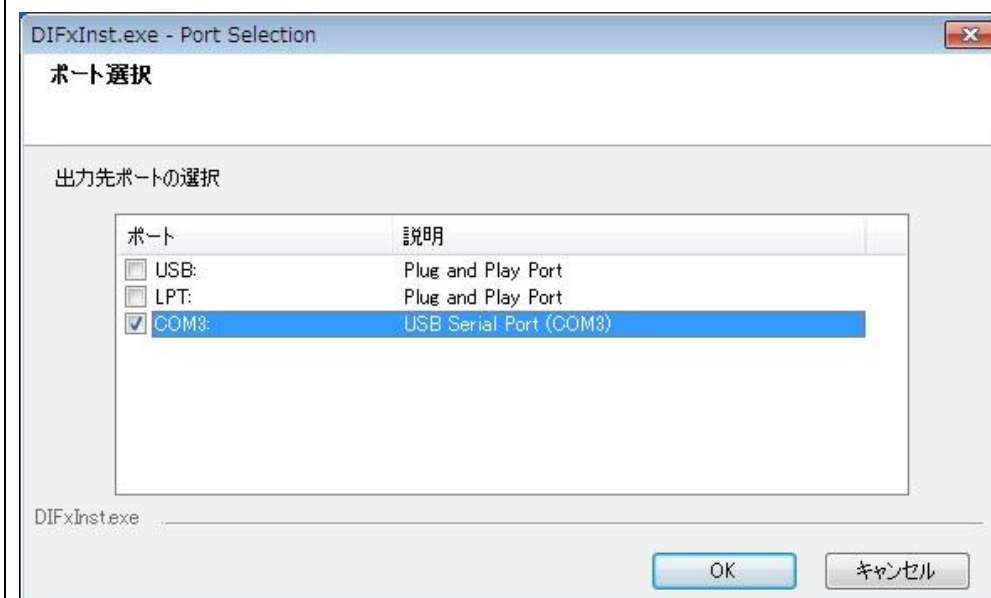 DIFxInst.exe - Port Selection
ポート選択
出力先ポートの選択
ポート 説明
USB: Plug and Play Port
LPT: Plug and Play Port
COM3: USB Serial Port (COM3)
DIFxInst.exe
OK キャンセル